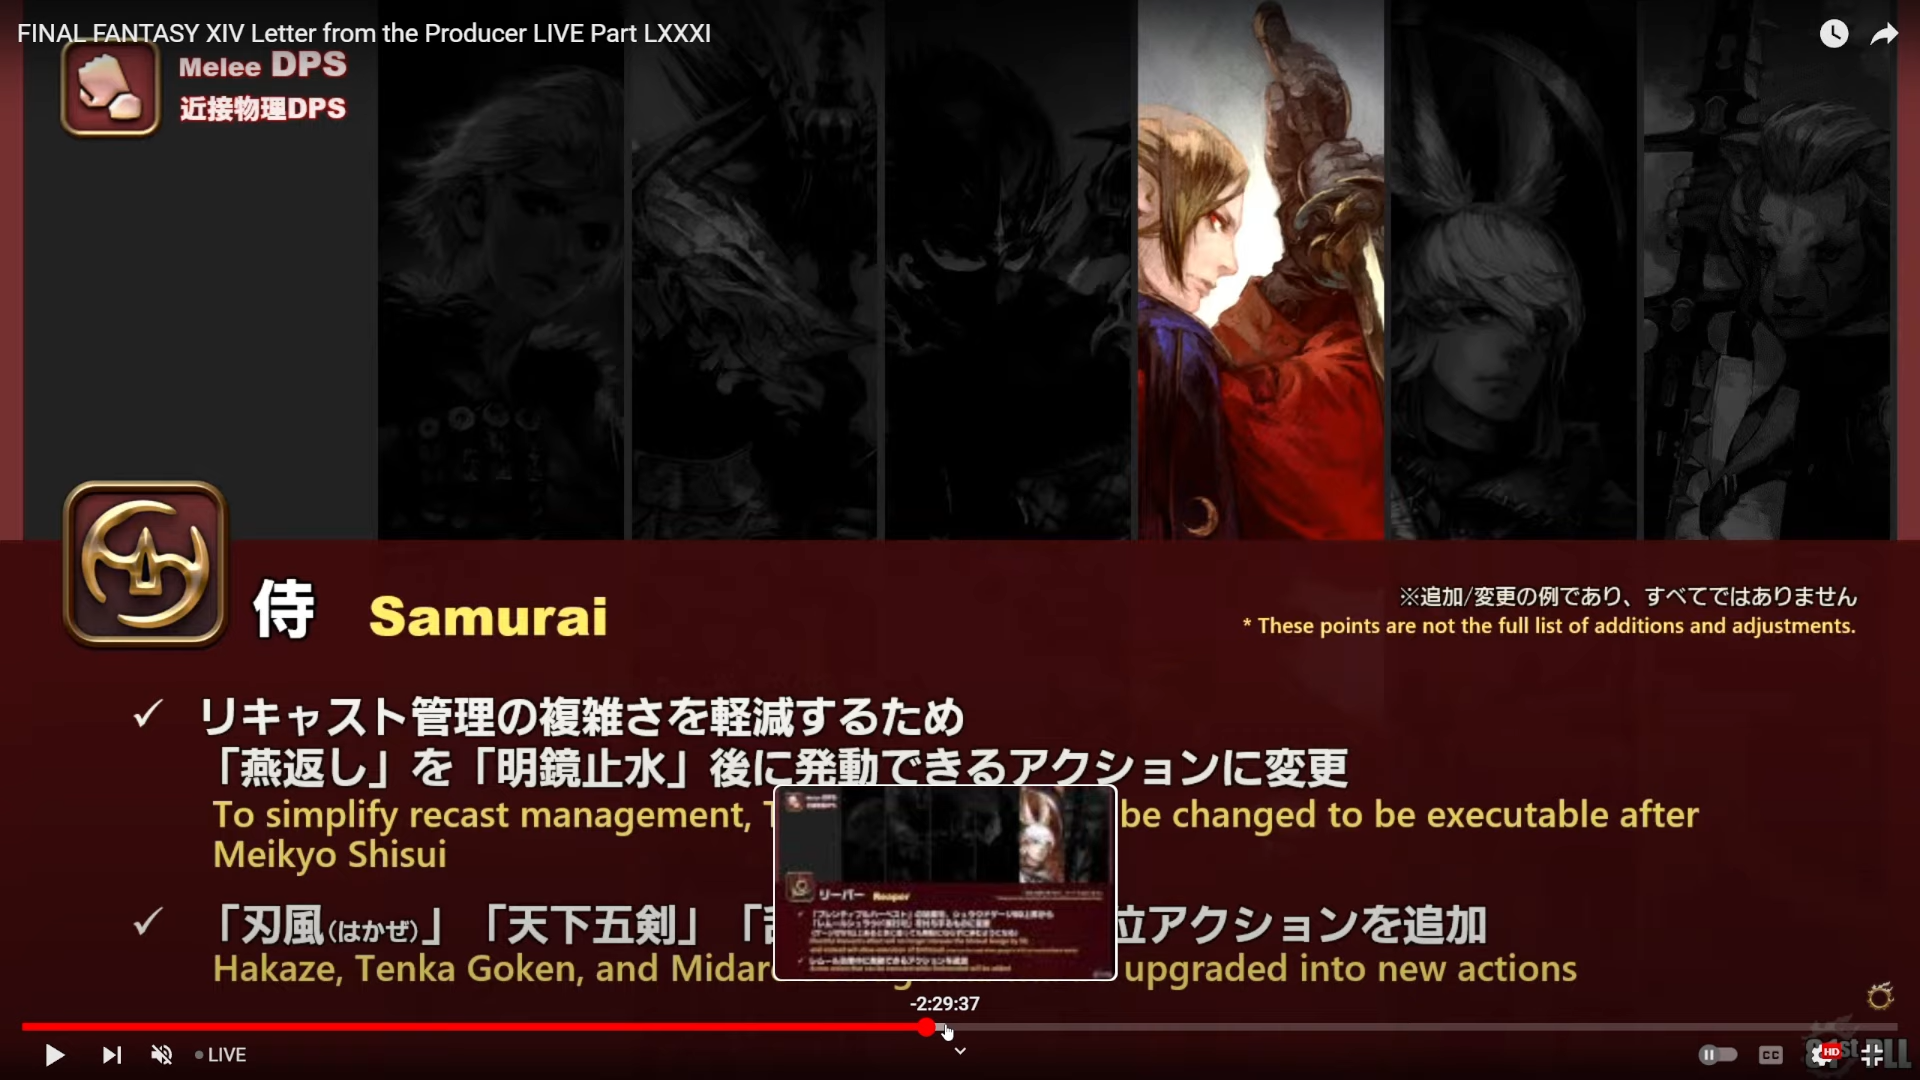 FINAL FANTASY XIV Letter from the Producer LIVE Part LXXXI
Melee DPS
近接物理DPS
侍 Samurai
※追加/変更の例であり、すべてではありません
* These points are not the full list of additions and adjustments.
✓ リキャスト管理の複雑さを軽減するため
「燕返し」を「明鏡止水」後に発動できるアクションに変更
To simplify recast management, be changed to be executable after
Meikyo Shisui
✓ 「刃風(はかぜ)」「天下五剣」「 位アクションを追加
Hakaze, Tenka Goken, and upgraded into new actions
リーパー Reaper
-2:29:37
LIVE
CC
HD
81st PLL